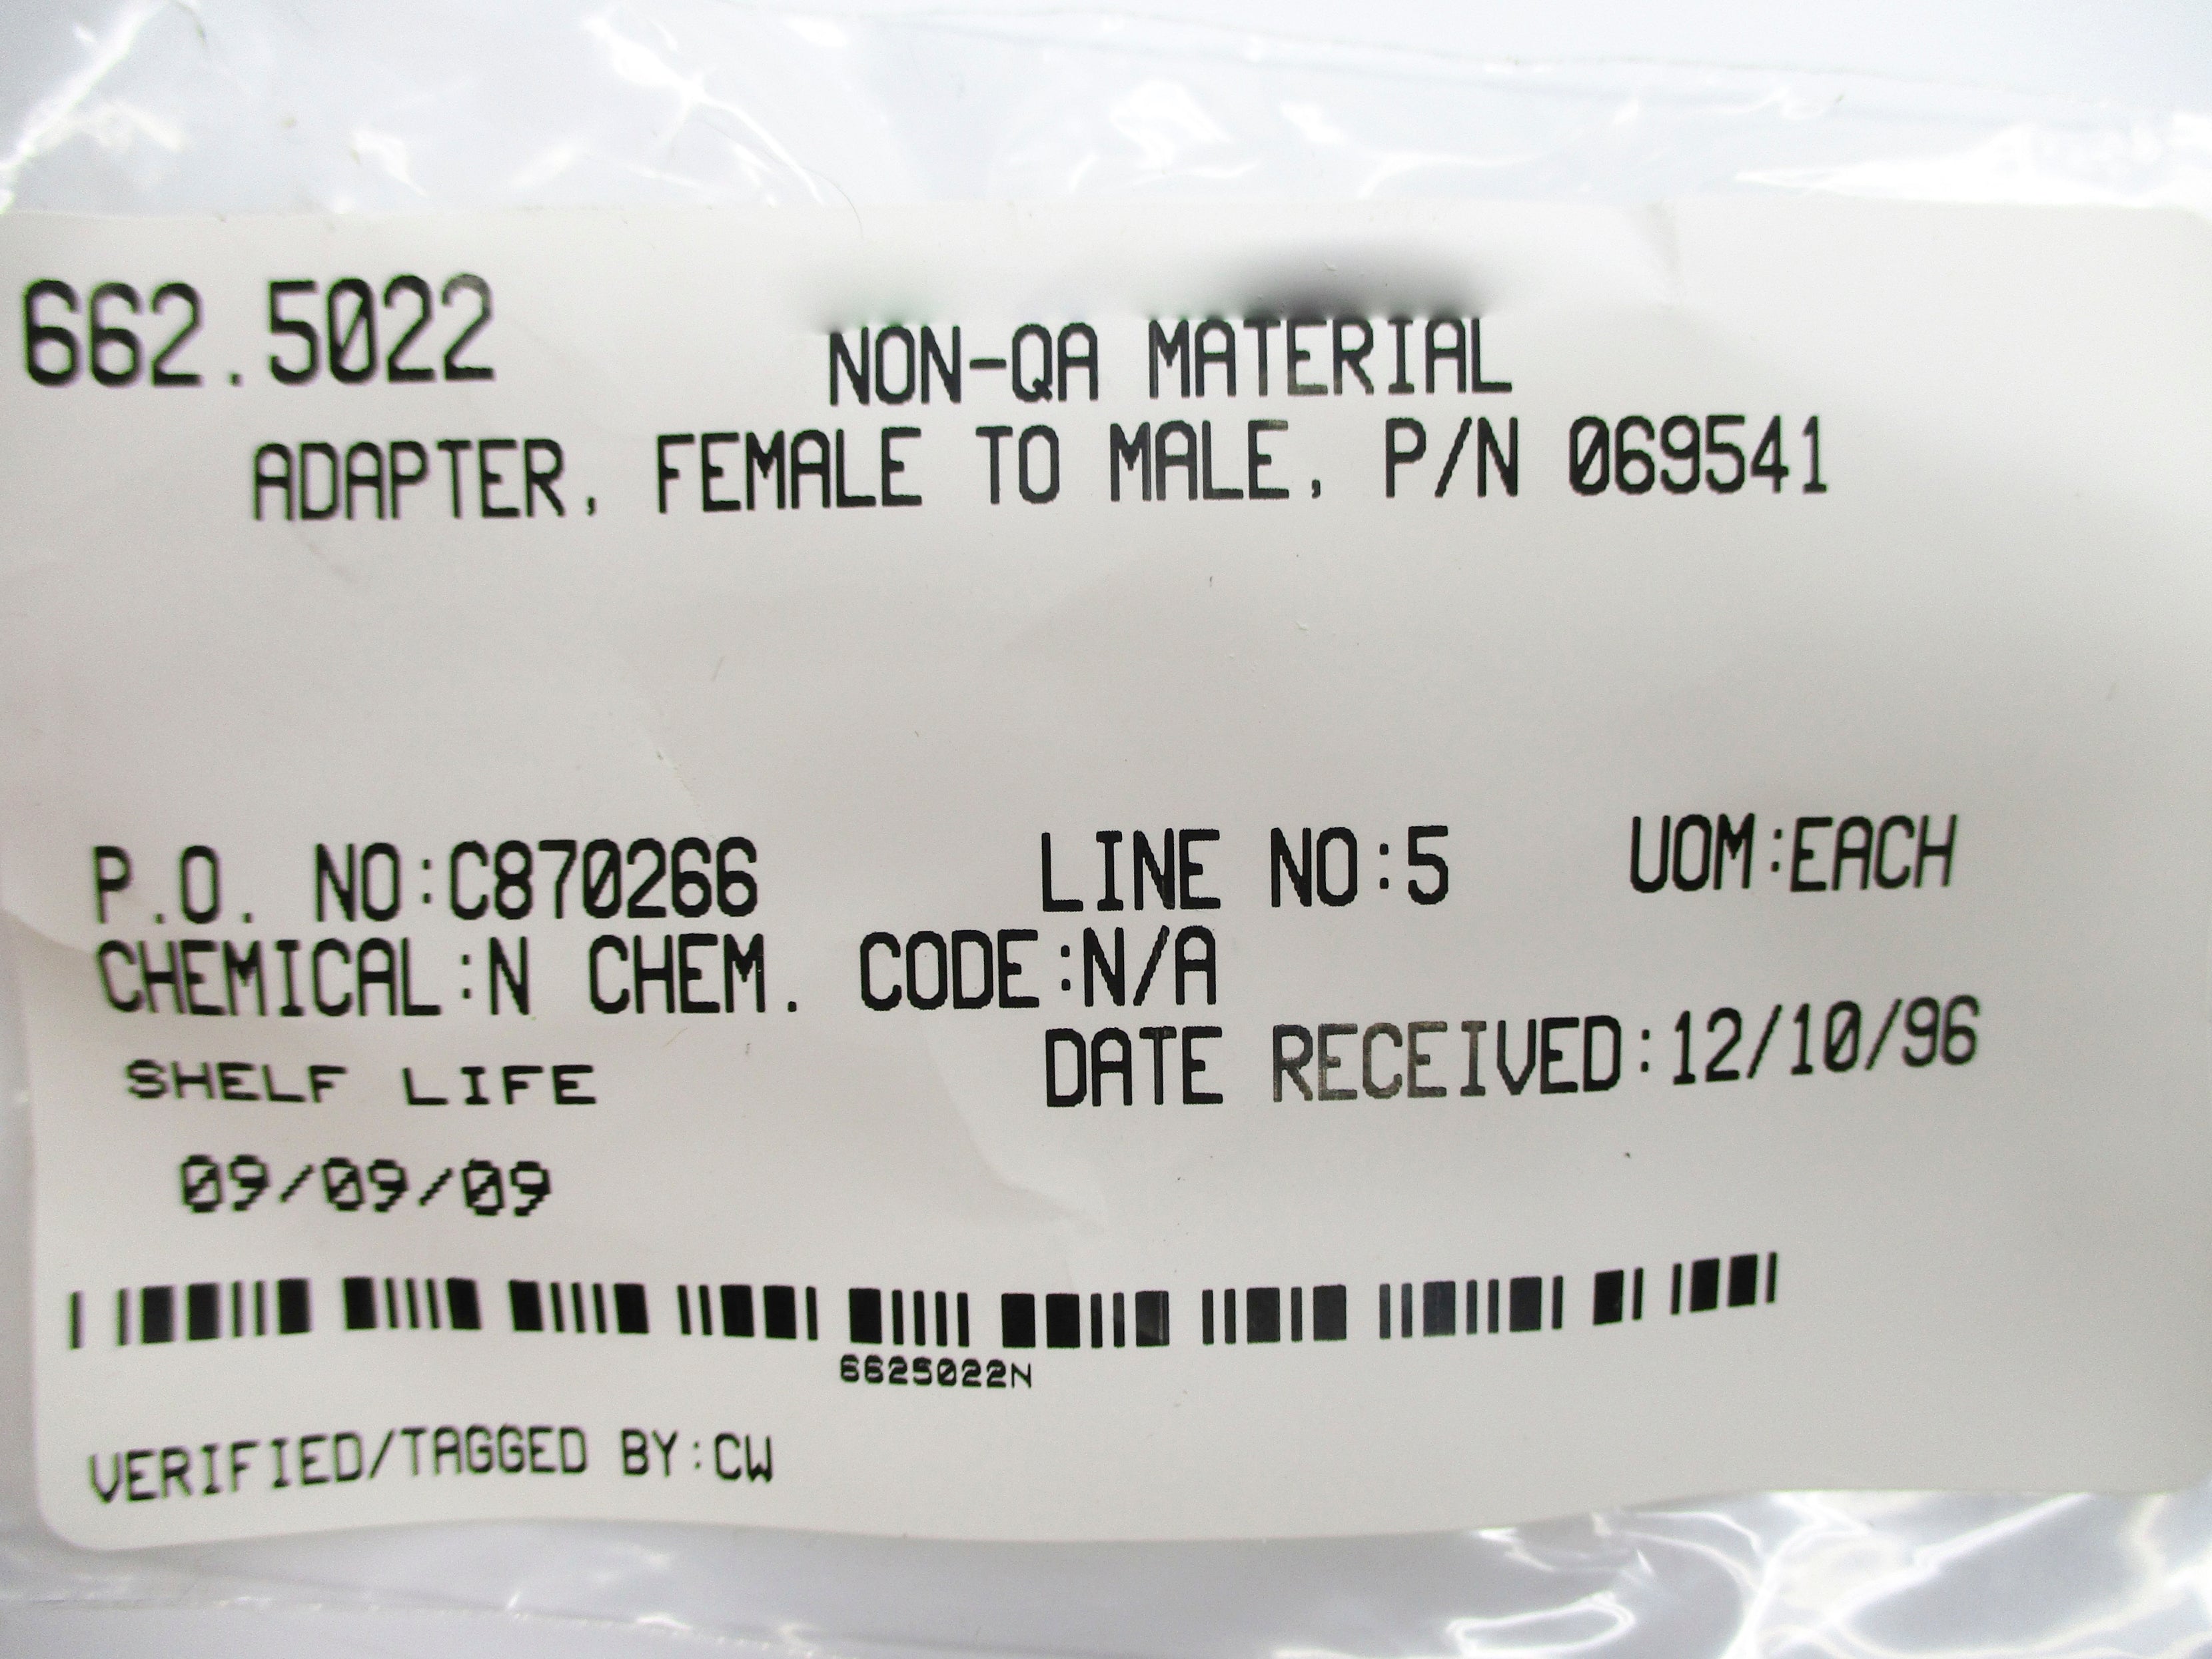 662.5022 NON-QA MATERIAL
ADAPTER, FEMALE TO MALE, P/N 069541
P.O. NO:C870266 LINE NO:5 UOM:EACH
CHEMICAL:N CHEM. CODE:N/A
SHELF LIFE DATE RECEIVED:12/10/96
09/09/09
6625022N
VERIFIED/TAGGED BY:CW